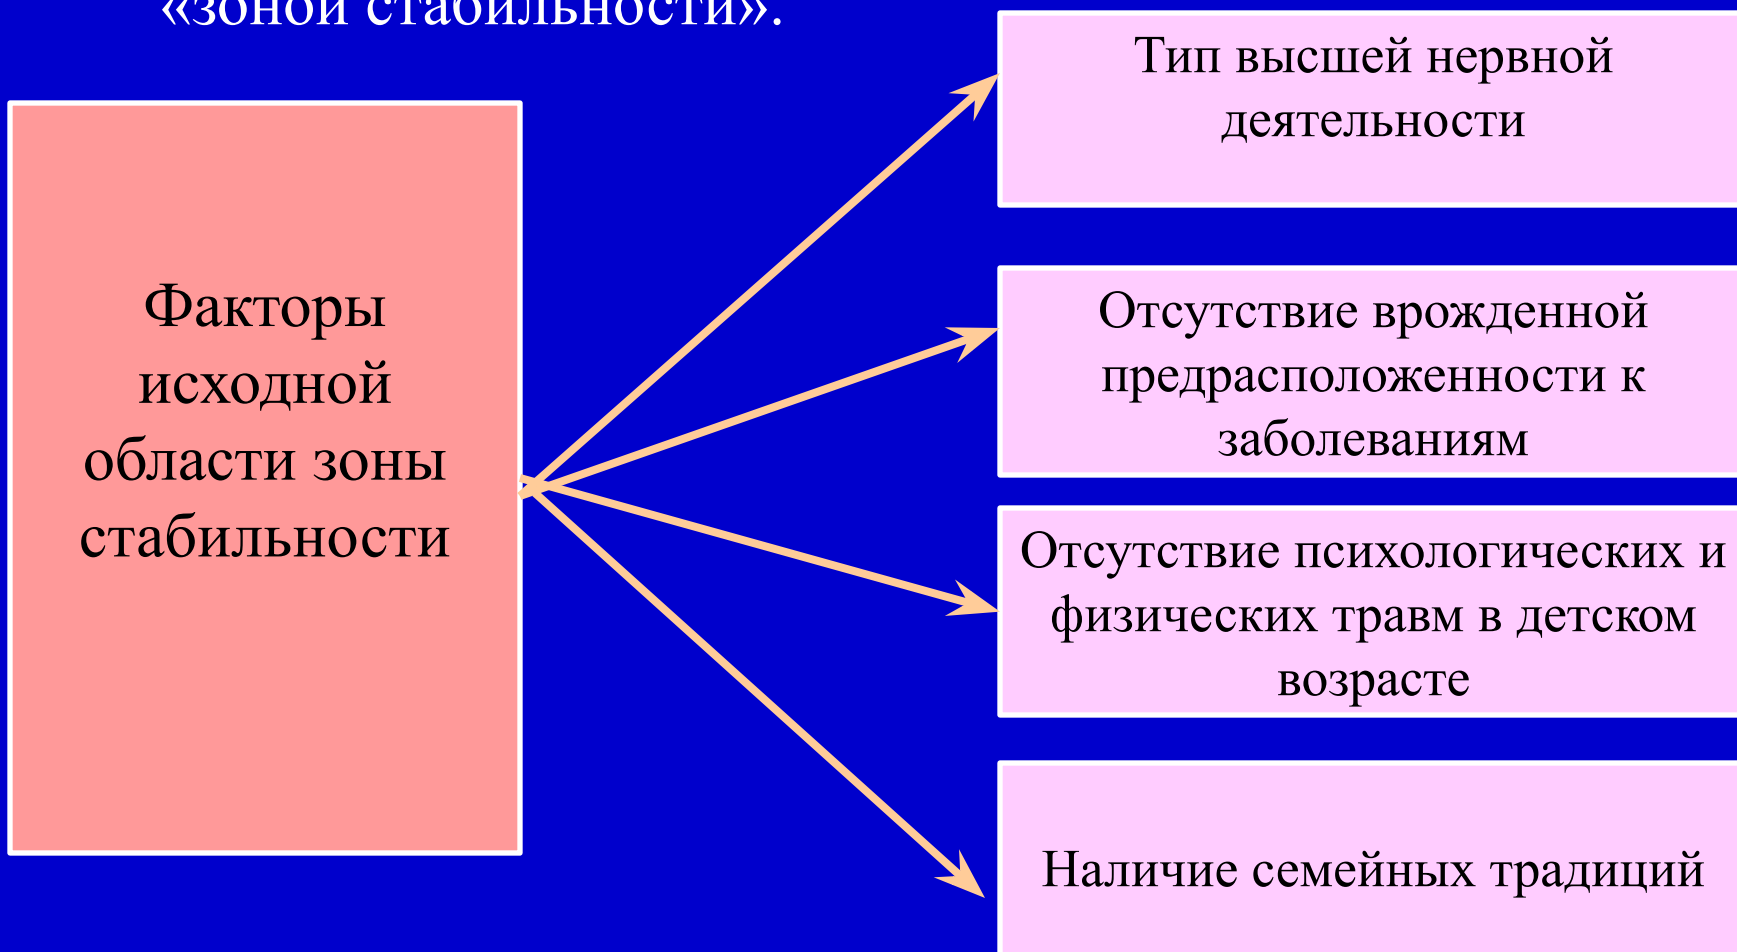 «зоной стабильности».
Факторы
исходной
области зоны
стабильности
Тип высшей нервной
деятельности
Отсутствие врожденной
предрасположенности к
заболеваниям
Отсутствие психологических и
физических травм в детском
возрасте
Наличие семейных традиций